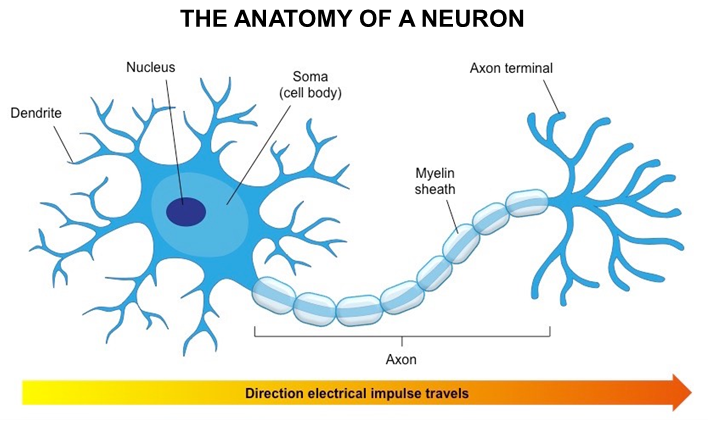 THE ANATOMY OF A NEURON
Nucleus
Soma
(cell body)
Axon terminal
Dendrite
Myelin
sheath
Axon
Direction electrical impulse travels